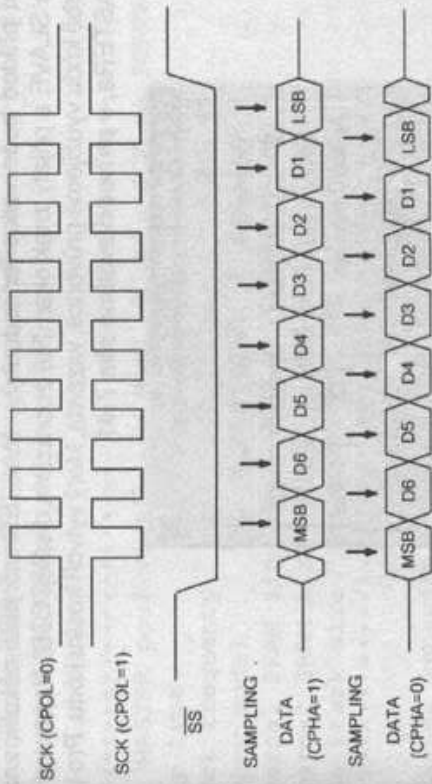 SCK (CPOL=0)
SCK (CPOL=1)
SS
SAMPLING
DATA
(CPHA=1)
MSB D6 D5 D4 D3 D2 D1 LSB
SAMPLING
DATA
(CPHA=0)
MSB D6 D5 D4 D3 D2 D1 LSB